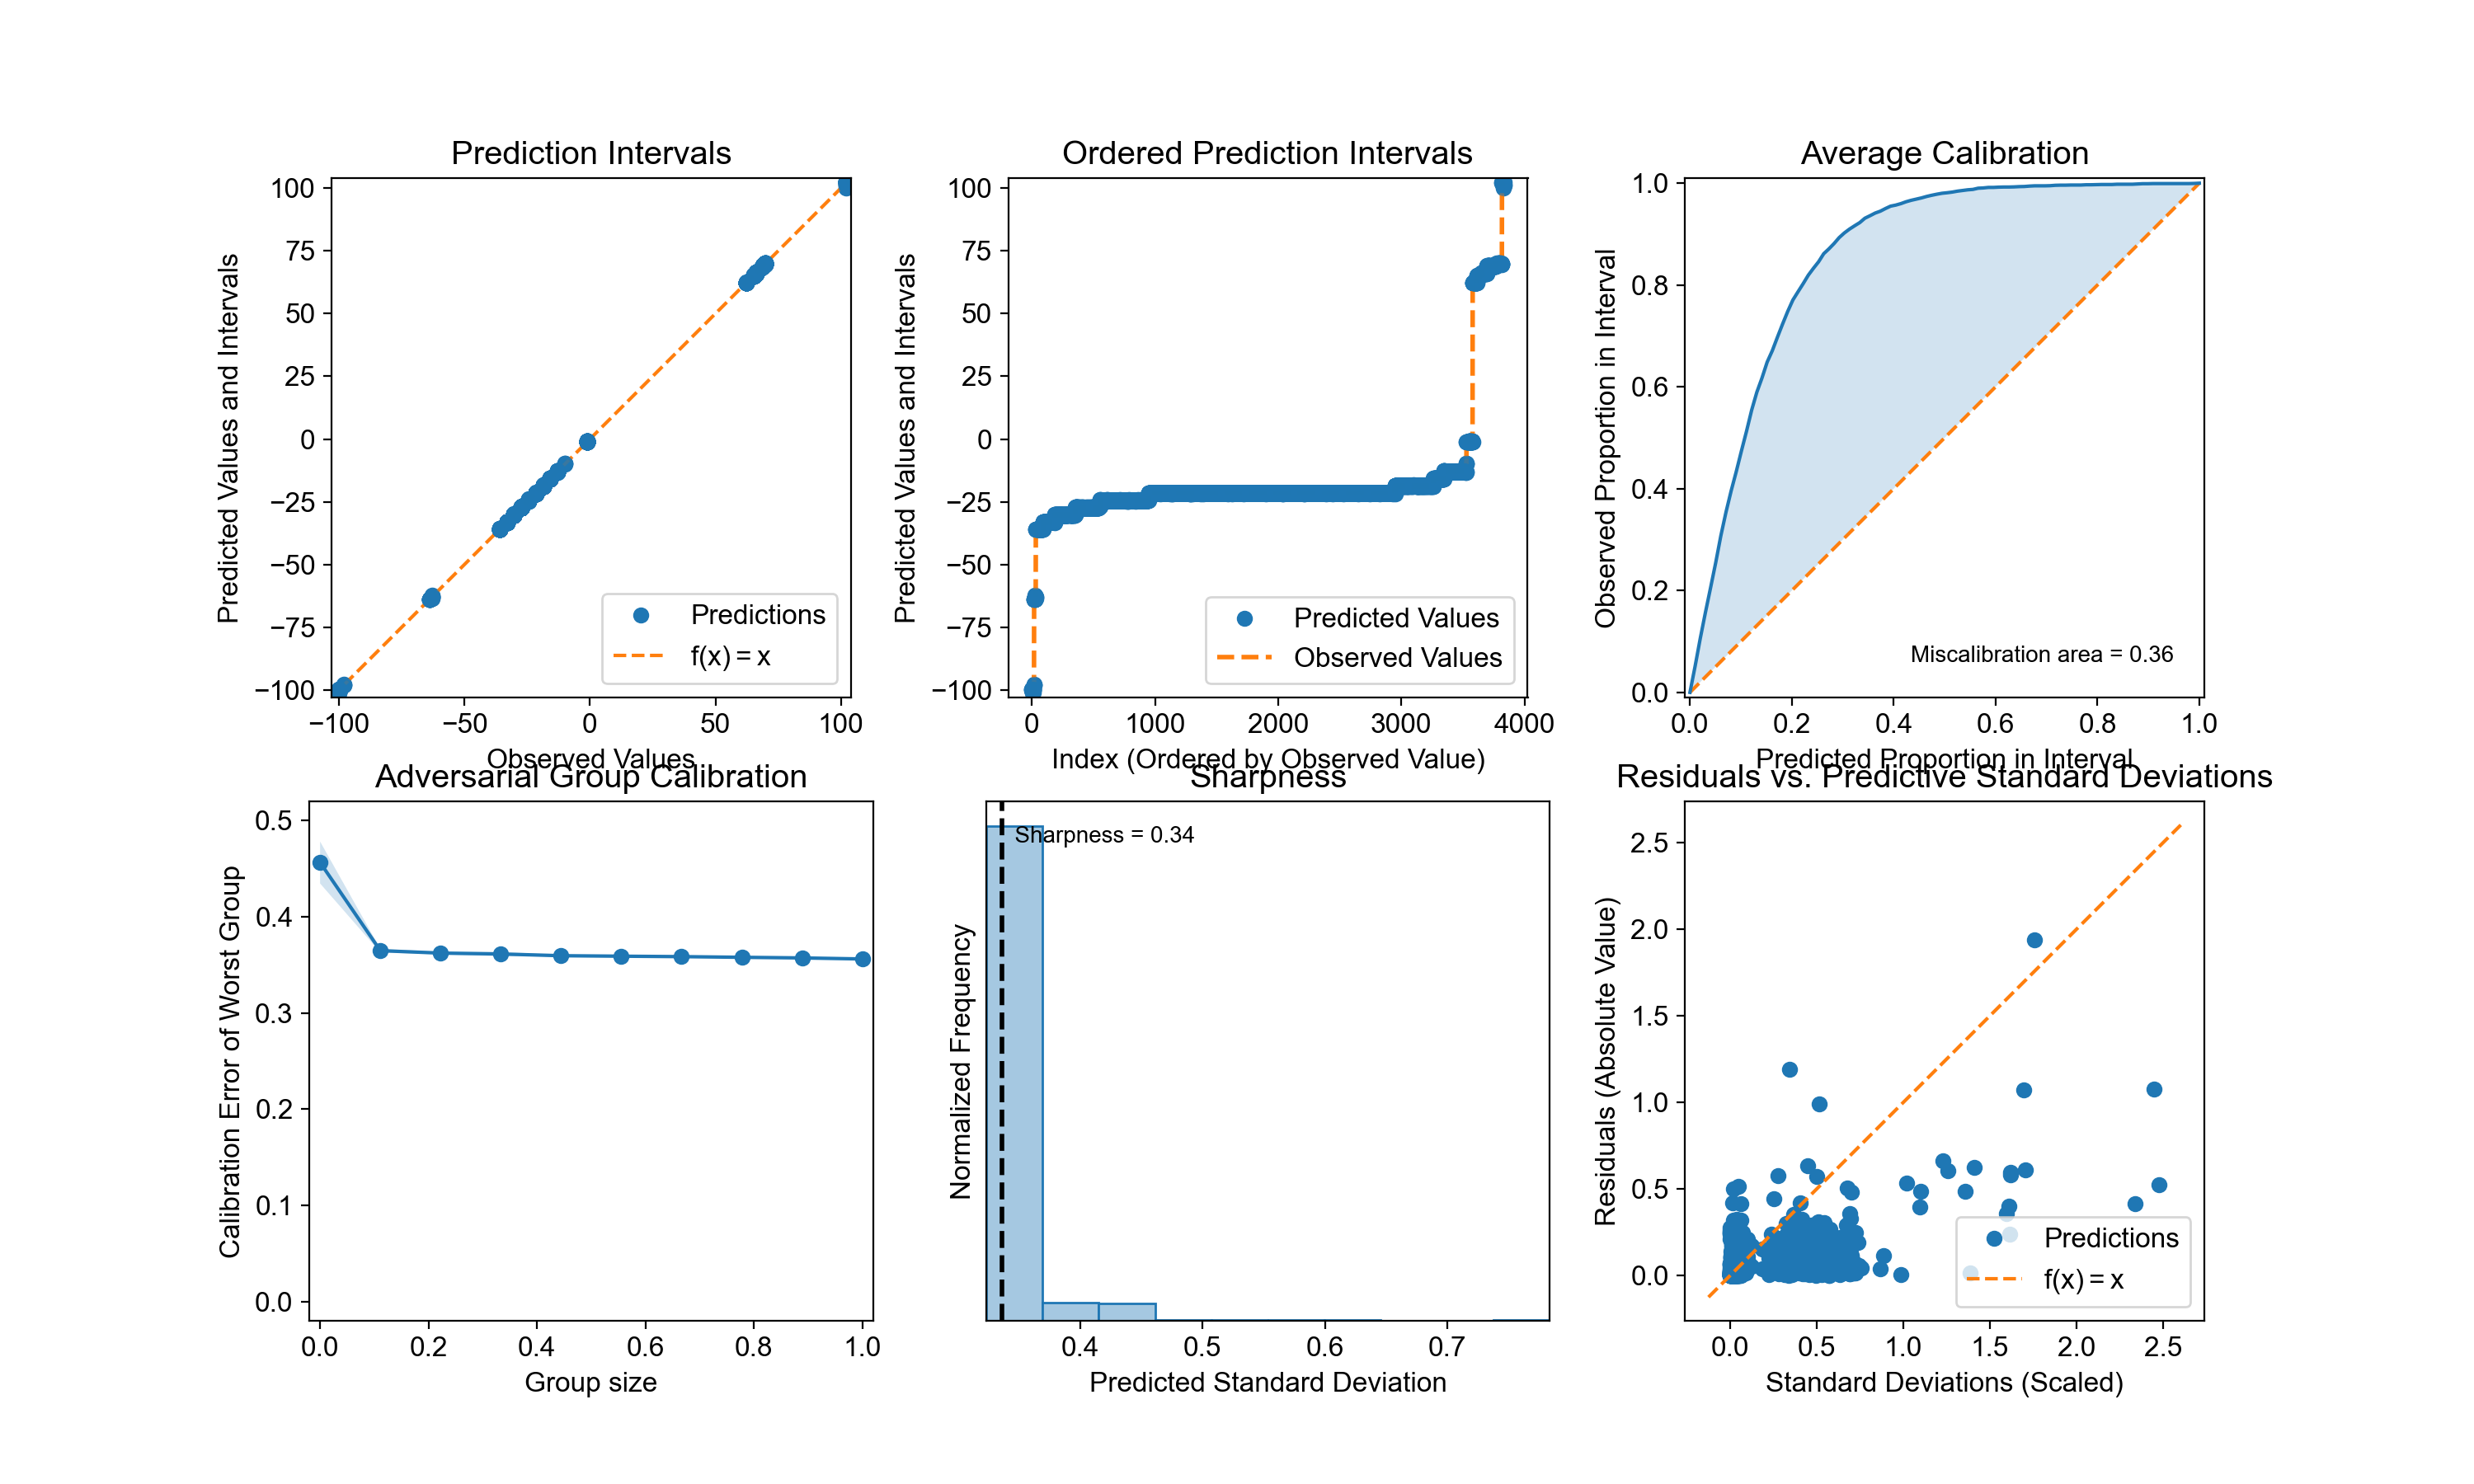 Prediction Intervals
Predicted Values and Intervals
100
75
50
25
0
−25
−50
−75
−100
Predictions
f(x) = x
−100
−50
0
50
100
Observed Values
Ordered Prediction Intervals
Predicted Values and Intervals
100
75
50
25
0
−25
−50
−75
−100
Predicted Values
Observed Values
0
1000
2000
3000
4000
Index (Ordered by Observed Value)
Average Calibration
Observed Proportion in Interval
1.0
0.8
0.6
0.4
0.2
0.0
Miscalibration area = 0.36
0.0
0.2
0.4
0.6
0.8
1.0
Predicted Proportion in Interval
Adversarial Group Calibration
Calibration Error of Worst Group
0.5
0.4
0.3
0.2
0.1
0.0
0.0
0.2
0.4
0.6
0.8
1.0
Group size
Sharpness
Normalized Frequency
Sharpness = 0.34
0.4
0.5
0.6
0.7
Predicted Standard Deviation
Residuals vs. Predictive Standard Deviations
Residuals (Absolute Value)
2.5
2.0
1.5
1.0
0.5
0.0
Predictions
f(x) = x
0.0
0.5
1.0
1.5
2.0
2.5
Standard Deviations (Scaled)